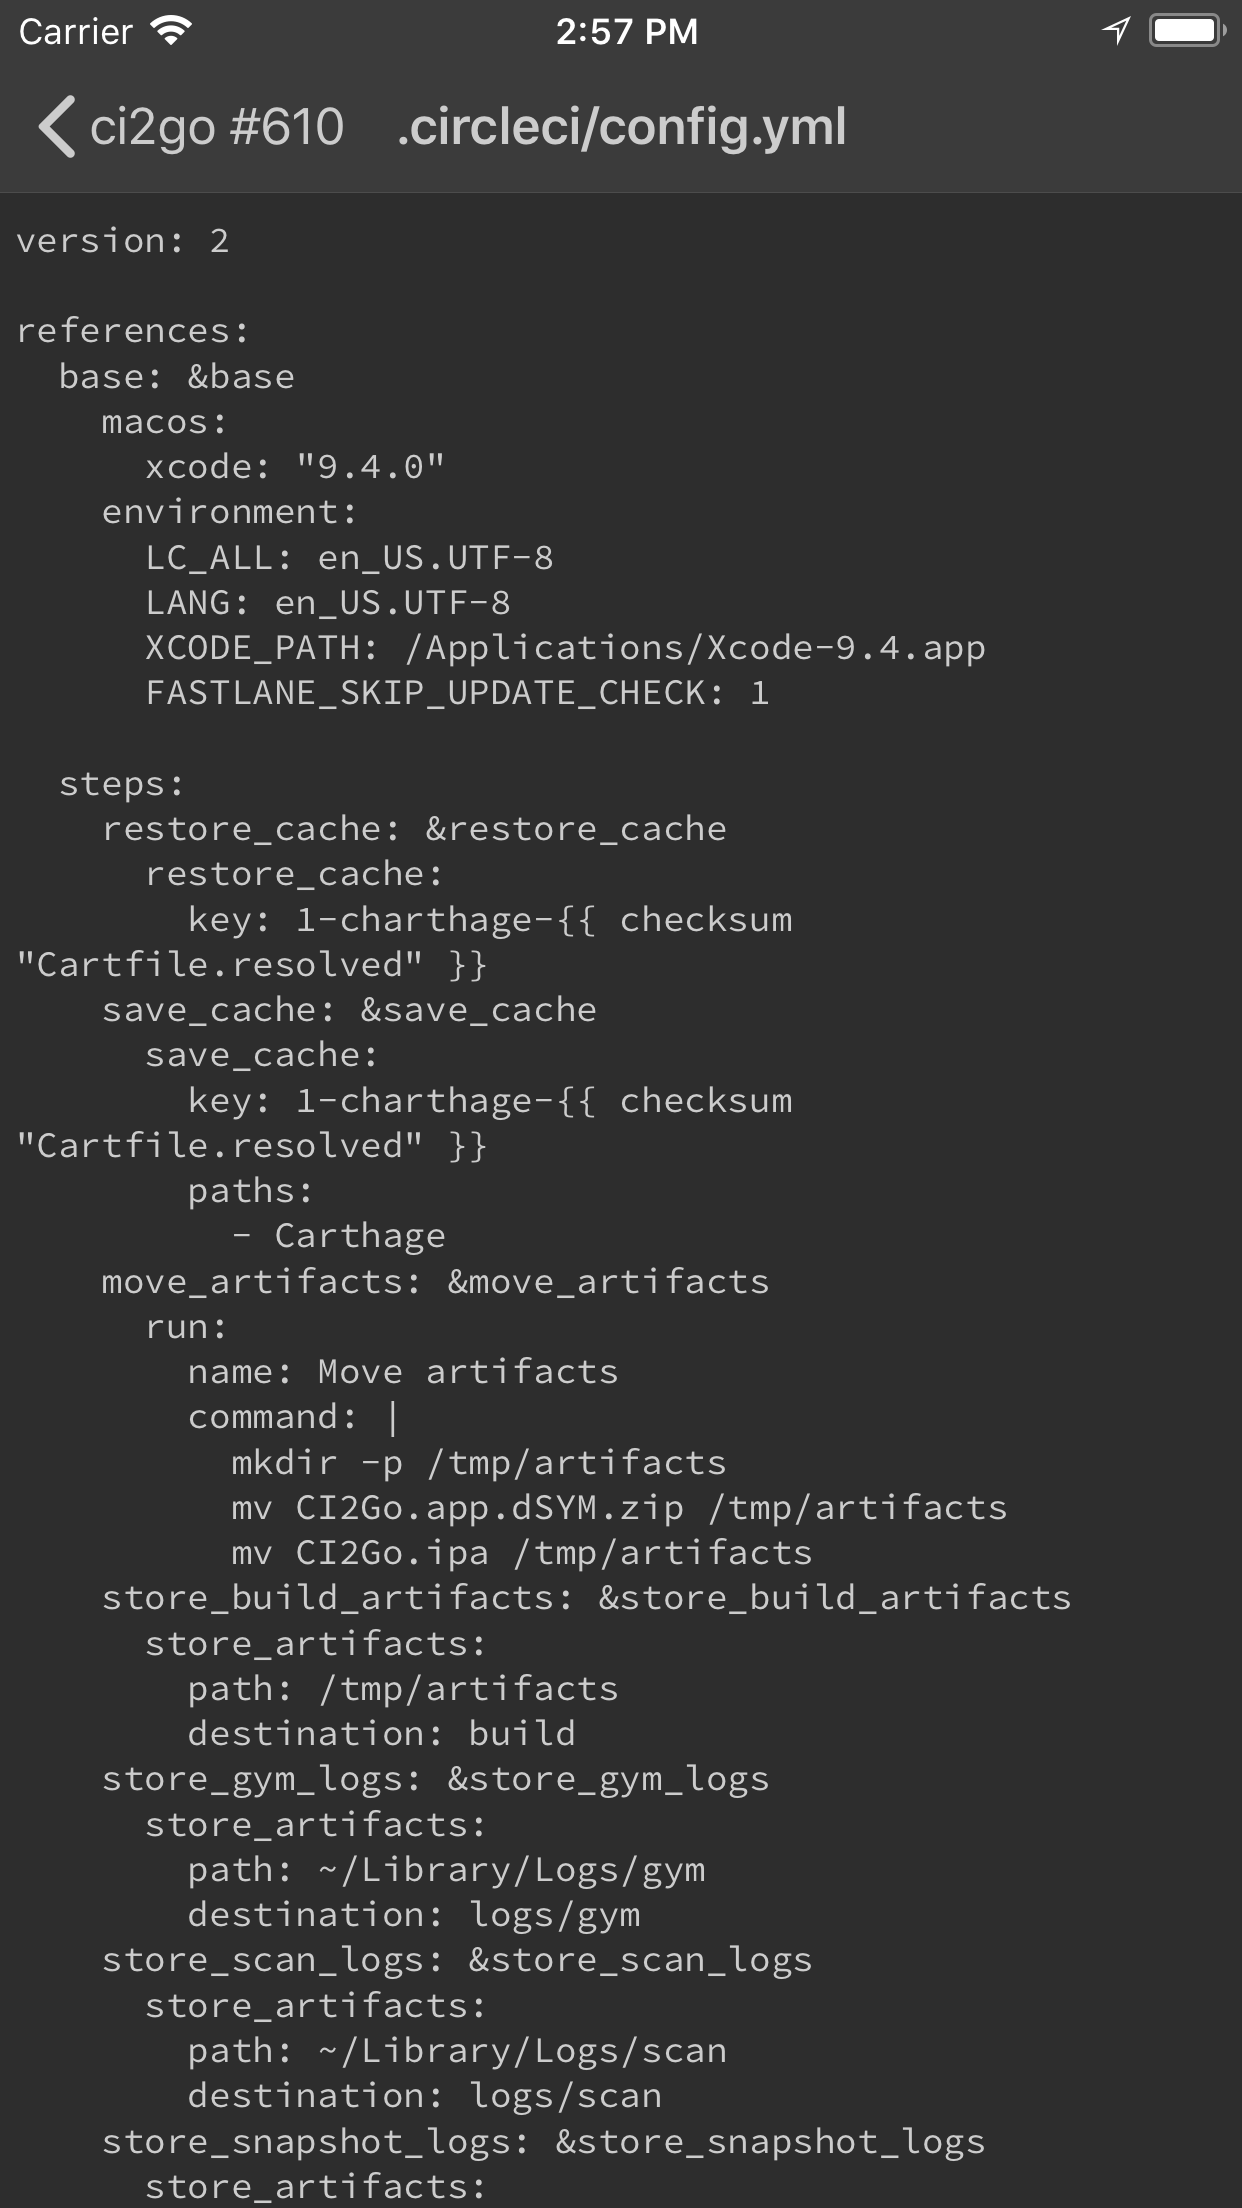 Carrier 2:57 PM
ci2go #610 .circleci/config.yml
version: 2

references:
  base: &base
    macos:
      xcode: "9.4.0"
    environment:
      LC_ALL: en_US.UTF-8
      LANG: en_US.UTF-8
      XCODE_PATH: /Applications/Xcode-9.4.app
      FASTLANE_SKIP_UPDATE_CHECK: 1

  steps:
    restore_cache: &restore_cache
      restore_cache:
        key: 1-charthage-{{ checksum
"Cartfile.resolved" }}
    save_cache: &save_cache
      save_cache:
        key: 1-charthage-{{ checksum
"Cartfile.resolved" }}
        paths:
          - Carthage
    move_artifacts: &move_artifacts
      run:
        name: Move artifacts
        command: |
          mkdir -p /tmp/artifacts
          mv CI2Go.app.dSYM.zip /tmp/artifacts
          mv CI2Go.ipa /tmp/artifacts
    store_build_artifacts: &store_build_artifacts
      store_artifacts:
        path: /tmp/artifacts
        destination: build
    store_gym_logs: &store_gym_logs
      store_artifacts:
        path: ~/Library/Logs/gym
        destination: logs/gym
    store_scan_logs: &store_scan_logs
      store_artifacts:
        path: ~/Library/Logs/scan
        destination: logs/scan
    store_snapshot_logs: &store_snapshot_logs
      store_artifacts: